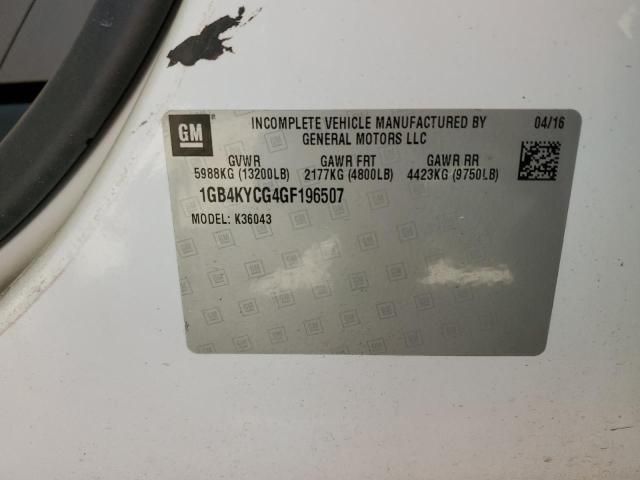 GM
INCOMPLETE VEHICLE MANUFACTURED BY
GENERAL MOTORS LLC
04/16
GVWR GAWR FRT GAWR RR
5988KG (13200LB) 2177KG (4800LB) 4423KG (9750LB)
1GB4KYCG4GF196507
MODEL: K36043